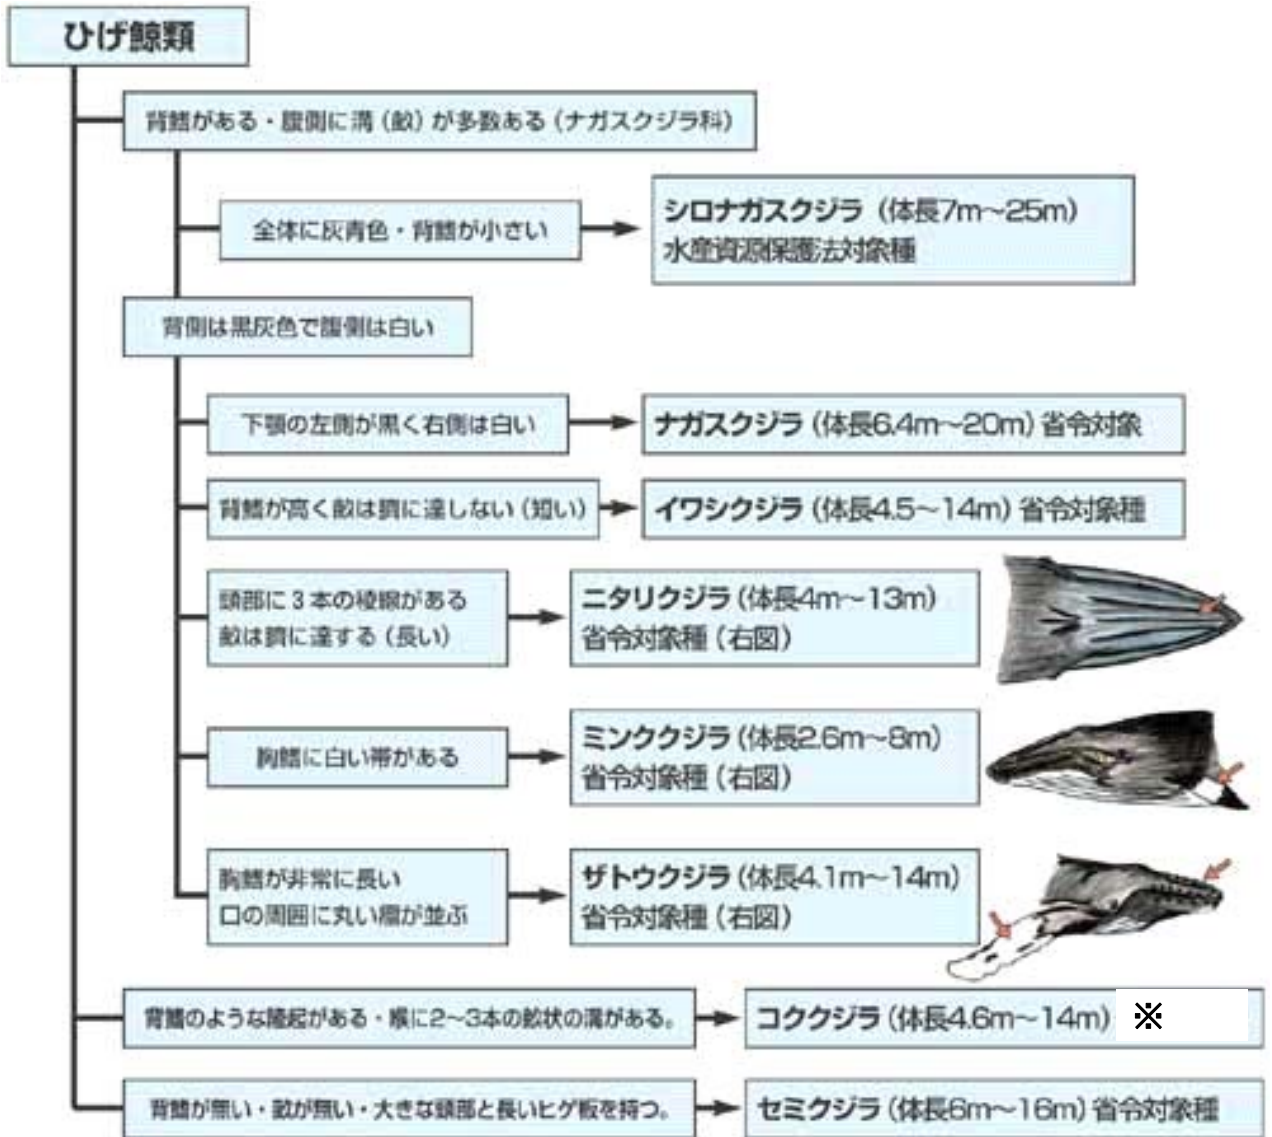 ひげ鯨類
背鰭がある・腹側に溝（畝）が多数ある（ナガスクジラ科）
全体に灰青色・背鰭が小さい
シロナガスクジラ（体長7m～25m）
水産資源保護法対象種
背側は黒灰色で腹側は白い
下顎の左側が黒く右側は白い
ナガスクジラ（体長6.4m～20m）省令対象
背鰭が高く畝は臍に達しない（短い）
イワシクジラ（体長4.5～14m）省令対象種
頭部に3本の稜線がある
畝は臍に達する（長い）
ニタリクジラ（体長4m～13m）
省令対象種（右図）
胸鰭に白い帯がある
ミンククジラ（体長2.6m～8m）
省令対象種（右図）
胸鰭が非常に長い
口の周囲に丸い瘤が並ぶ
ザトウクジラ（体長4.1m～14m）
省令対象種（右図）
背鰭のような隆起がある・喉に2～3本の畝状の溝がある。
コククジラ（体長4.6m～14m）※
背鰭が無い・畝が無い・大きな頭部と長いヒゲ板を持つ。
セミクジラ（体長6m～16m）省令対象種